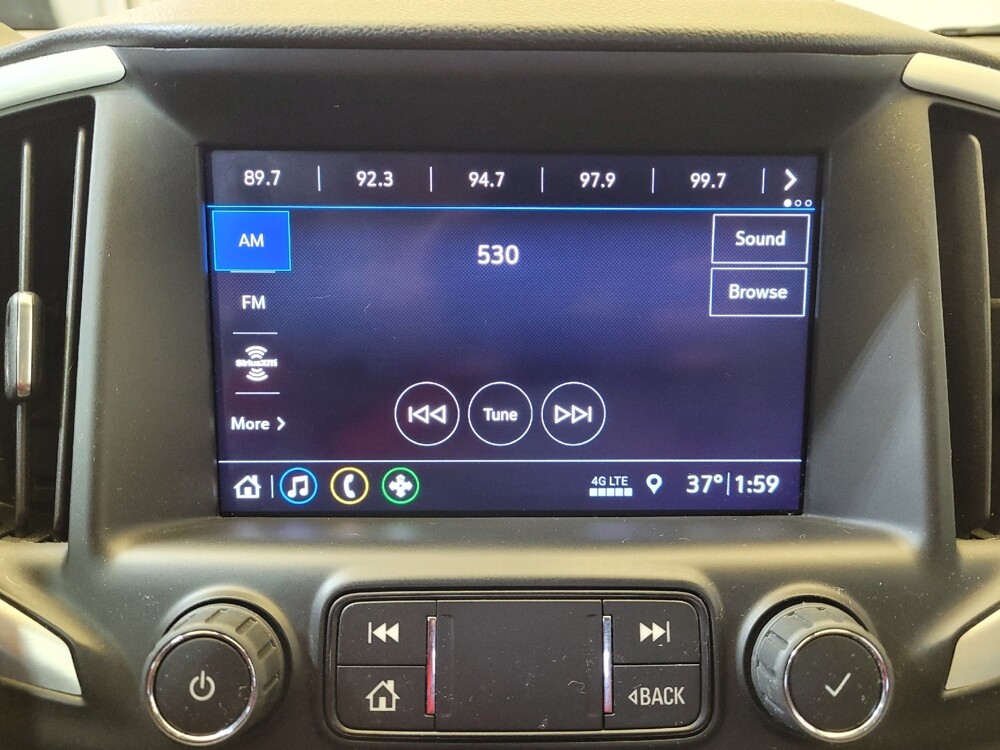 89.7 92.3 94.7 97.9 99.7
AM
530
Sound
FM
Browse
SiriusXM
More
Tune
4G LTE
37° 1:59
BACK